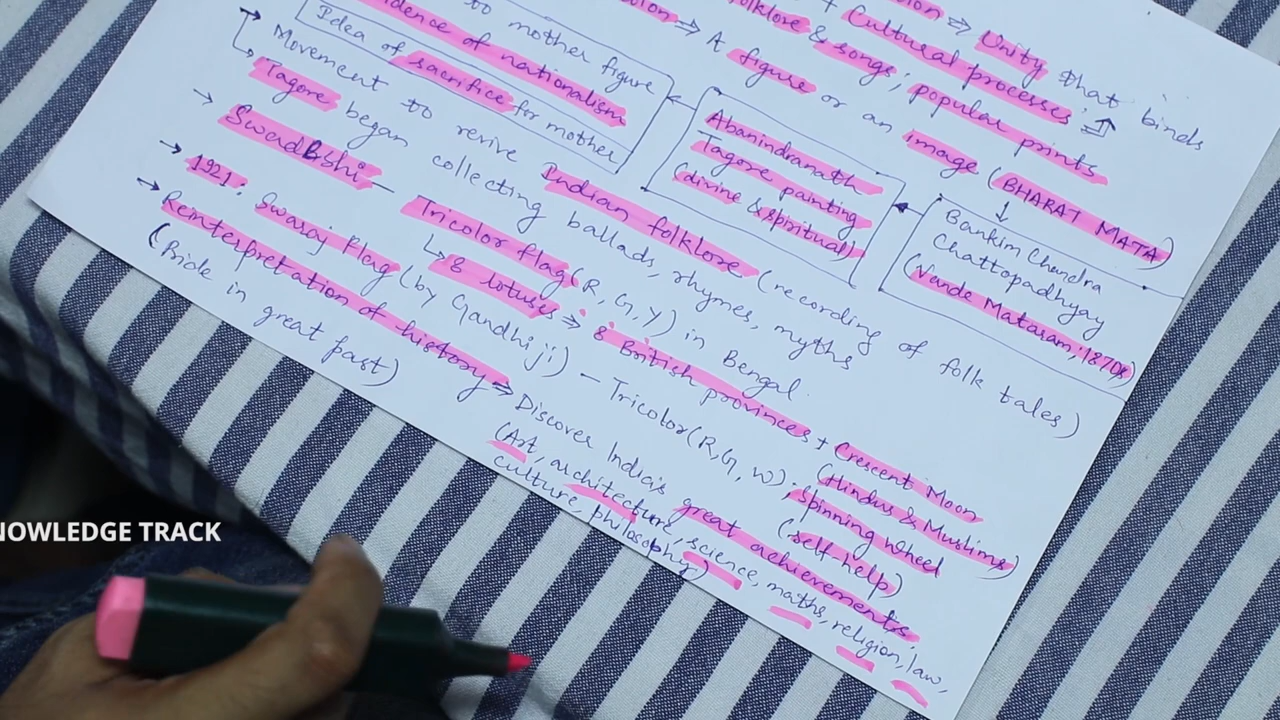 Unity that binds
folklore & songs, + Cultural processes
A figure or an image popular prints
(BHARAT MATA)
↓
Bankim Chandra
Chattopadhyay
(Vande Mataram, 1870s)
Abanindranath
Tagore painting
(divine & spiritual)
to mother figure
of nationalism
Idea of sacrifice for mother
Movement to revive Indian folklore (recording of folk tales)
Tagore began collecting ballads, rhymes, myths
Swadeshi — Tricolor flag (R, G, Y) in Bengal
8 lotus ⇒ 8 British provinces + Crescent Moon
(Hindus & Muslims)
1921: Swaraj Flag (by Gandhiji) — Tricolor (R, G, W); Spinning wheel
(self-help)
Reinterpretation of history ⇒ Discover India's great achievements
(Pride in great past)
(Art, architecture, science, maths, religion, law,
culture, philosophy)
NOWLEDGE TRACK